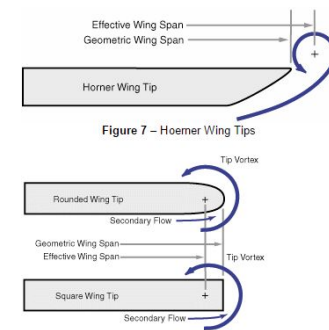 Effective Wing Span
Geometric Wing Span
Horner Wing Tip
Figure 7 – Hoerner Wing Tips
Tip Vortex
Rounded Wing Tip
Secondary Flow
Geometric Wing Span
Effective Wing Span
Tip Vortex
Square Wing Tip
Secondary Flow